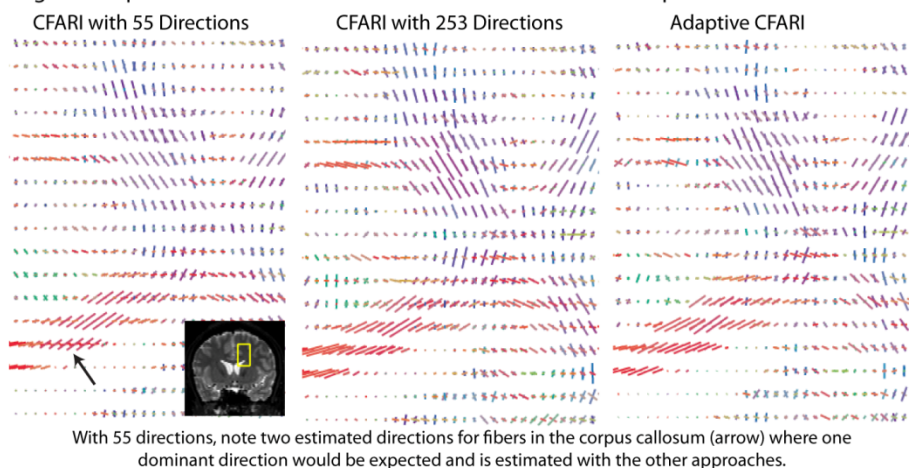 CFARI with 55 Directions
CFARI with 253 Directions
Adaptive CFARI
With 55 directions, note two estimated directions for fibers in the corpus callosum (arrow) where one
dominant direction would be expected and is estimated with the other approaches.